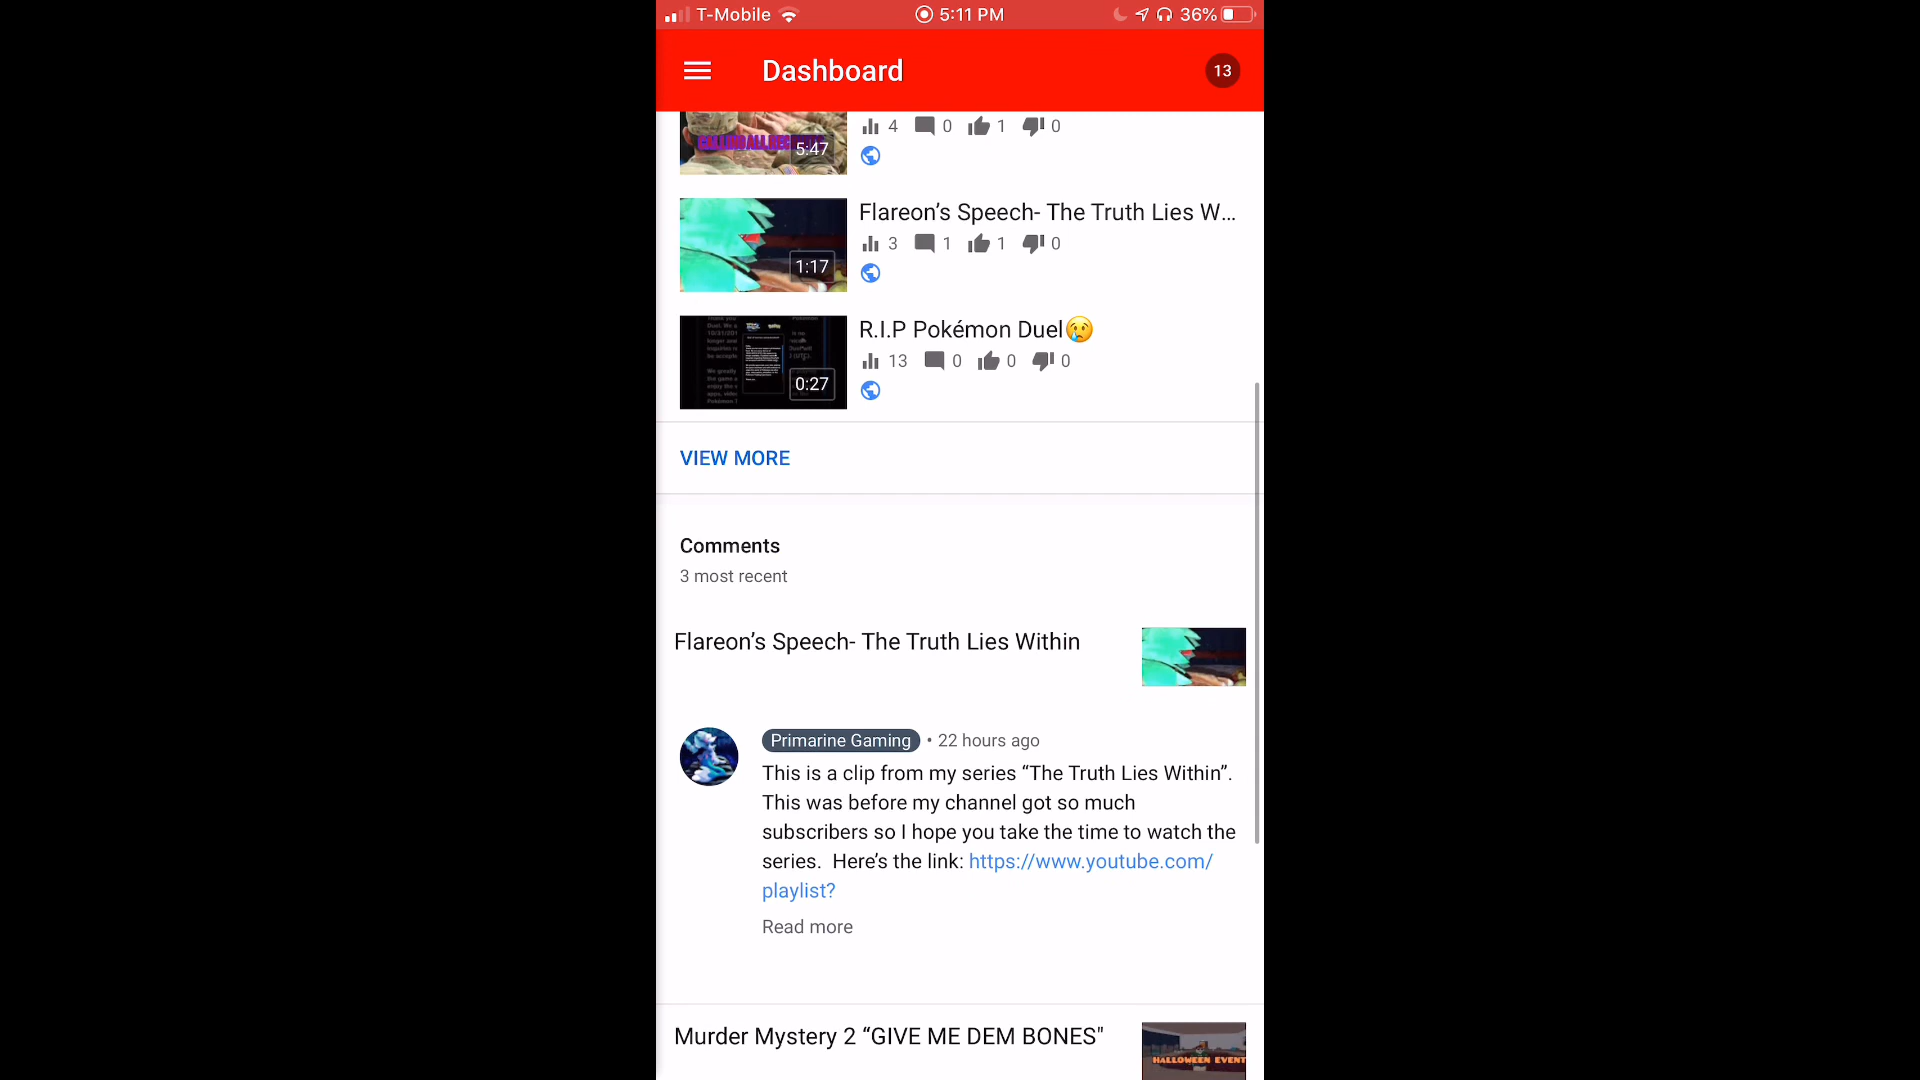 T-Mobile 5:11 PM 36%
Dashboard 13
4 0 1 0
5:47
Flareon’s Speech- The Truth Lies W...
3 1 1 0
1:17
R.I.P Pokémon Duel😢
13 0 0 0
0:27
VIEW MORE
Comments
3 most recent
Flareon’s Speech- The Truth Lies Within
Primarine Gaming • 22 hours ago
This is a clip from my series “The Truth Lies Within”.
This was before my channel got so much
subscribers so I hope you take the time to watch the
series.  Here’s the link: https://www.youtube.com/
playlist?
Read more
Murder Mystery 2 “GIVE ME DEM BONES"
HALLOWEEN EVENT